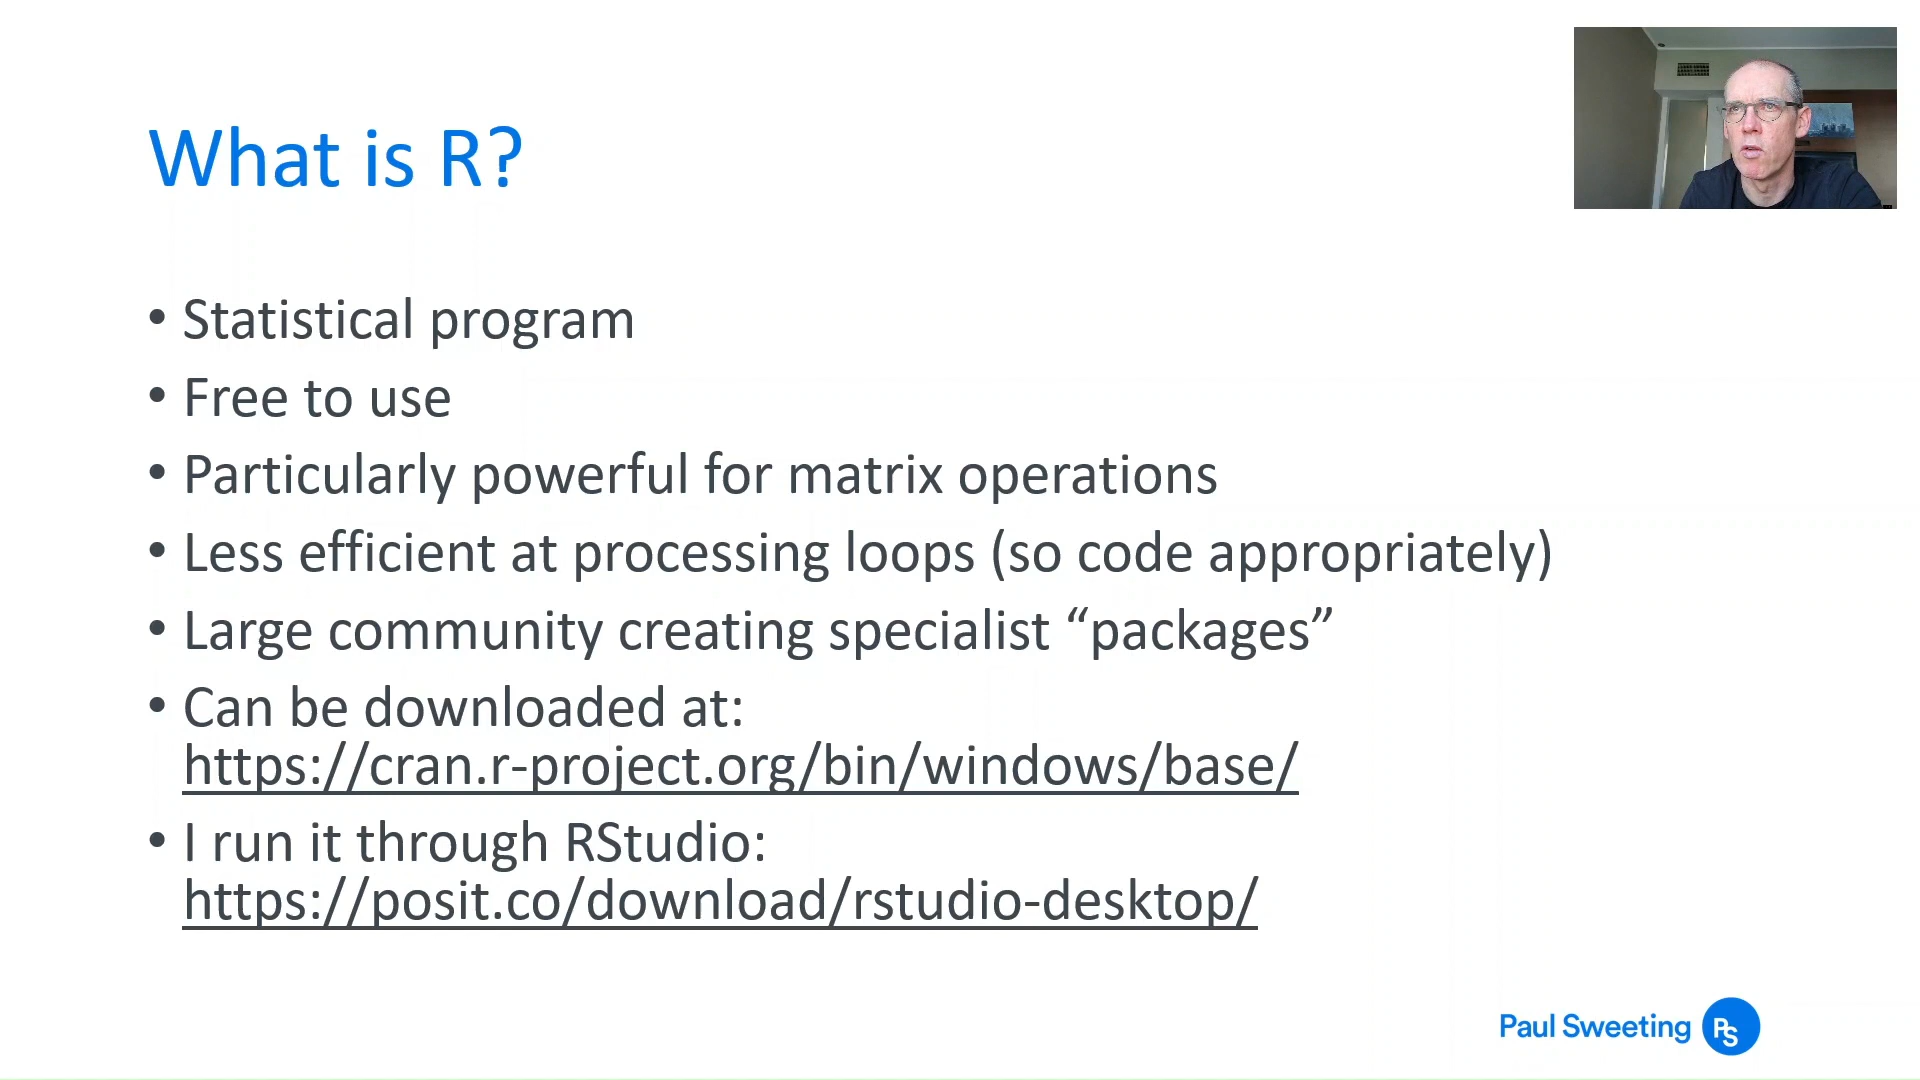 What is R?
• Statistical program
• Free to use
• Particularly powerful for matrix operations
• Less efficient at processing loops (so code appropriately)
• Large community creating specialist “packages”
• Can be downloaded at:
https://cran.r-project.org/bin/windows/base/
• I run it through RStudio:
https://posit.co/download/rstudio-desktop/
Paul Sweeting PS